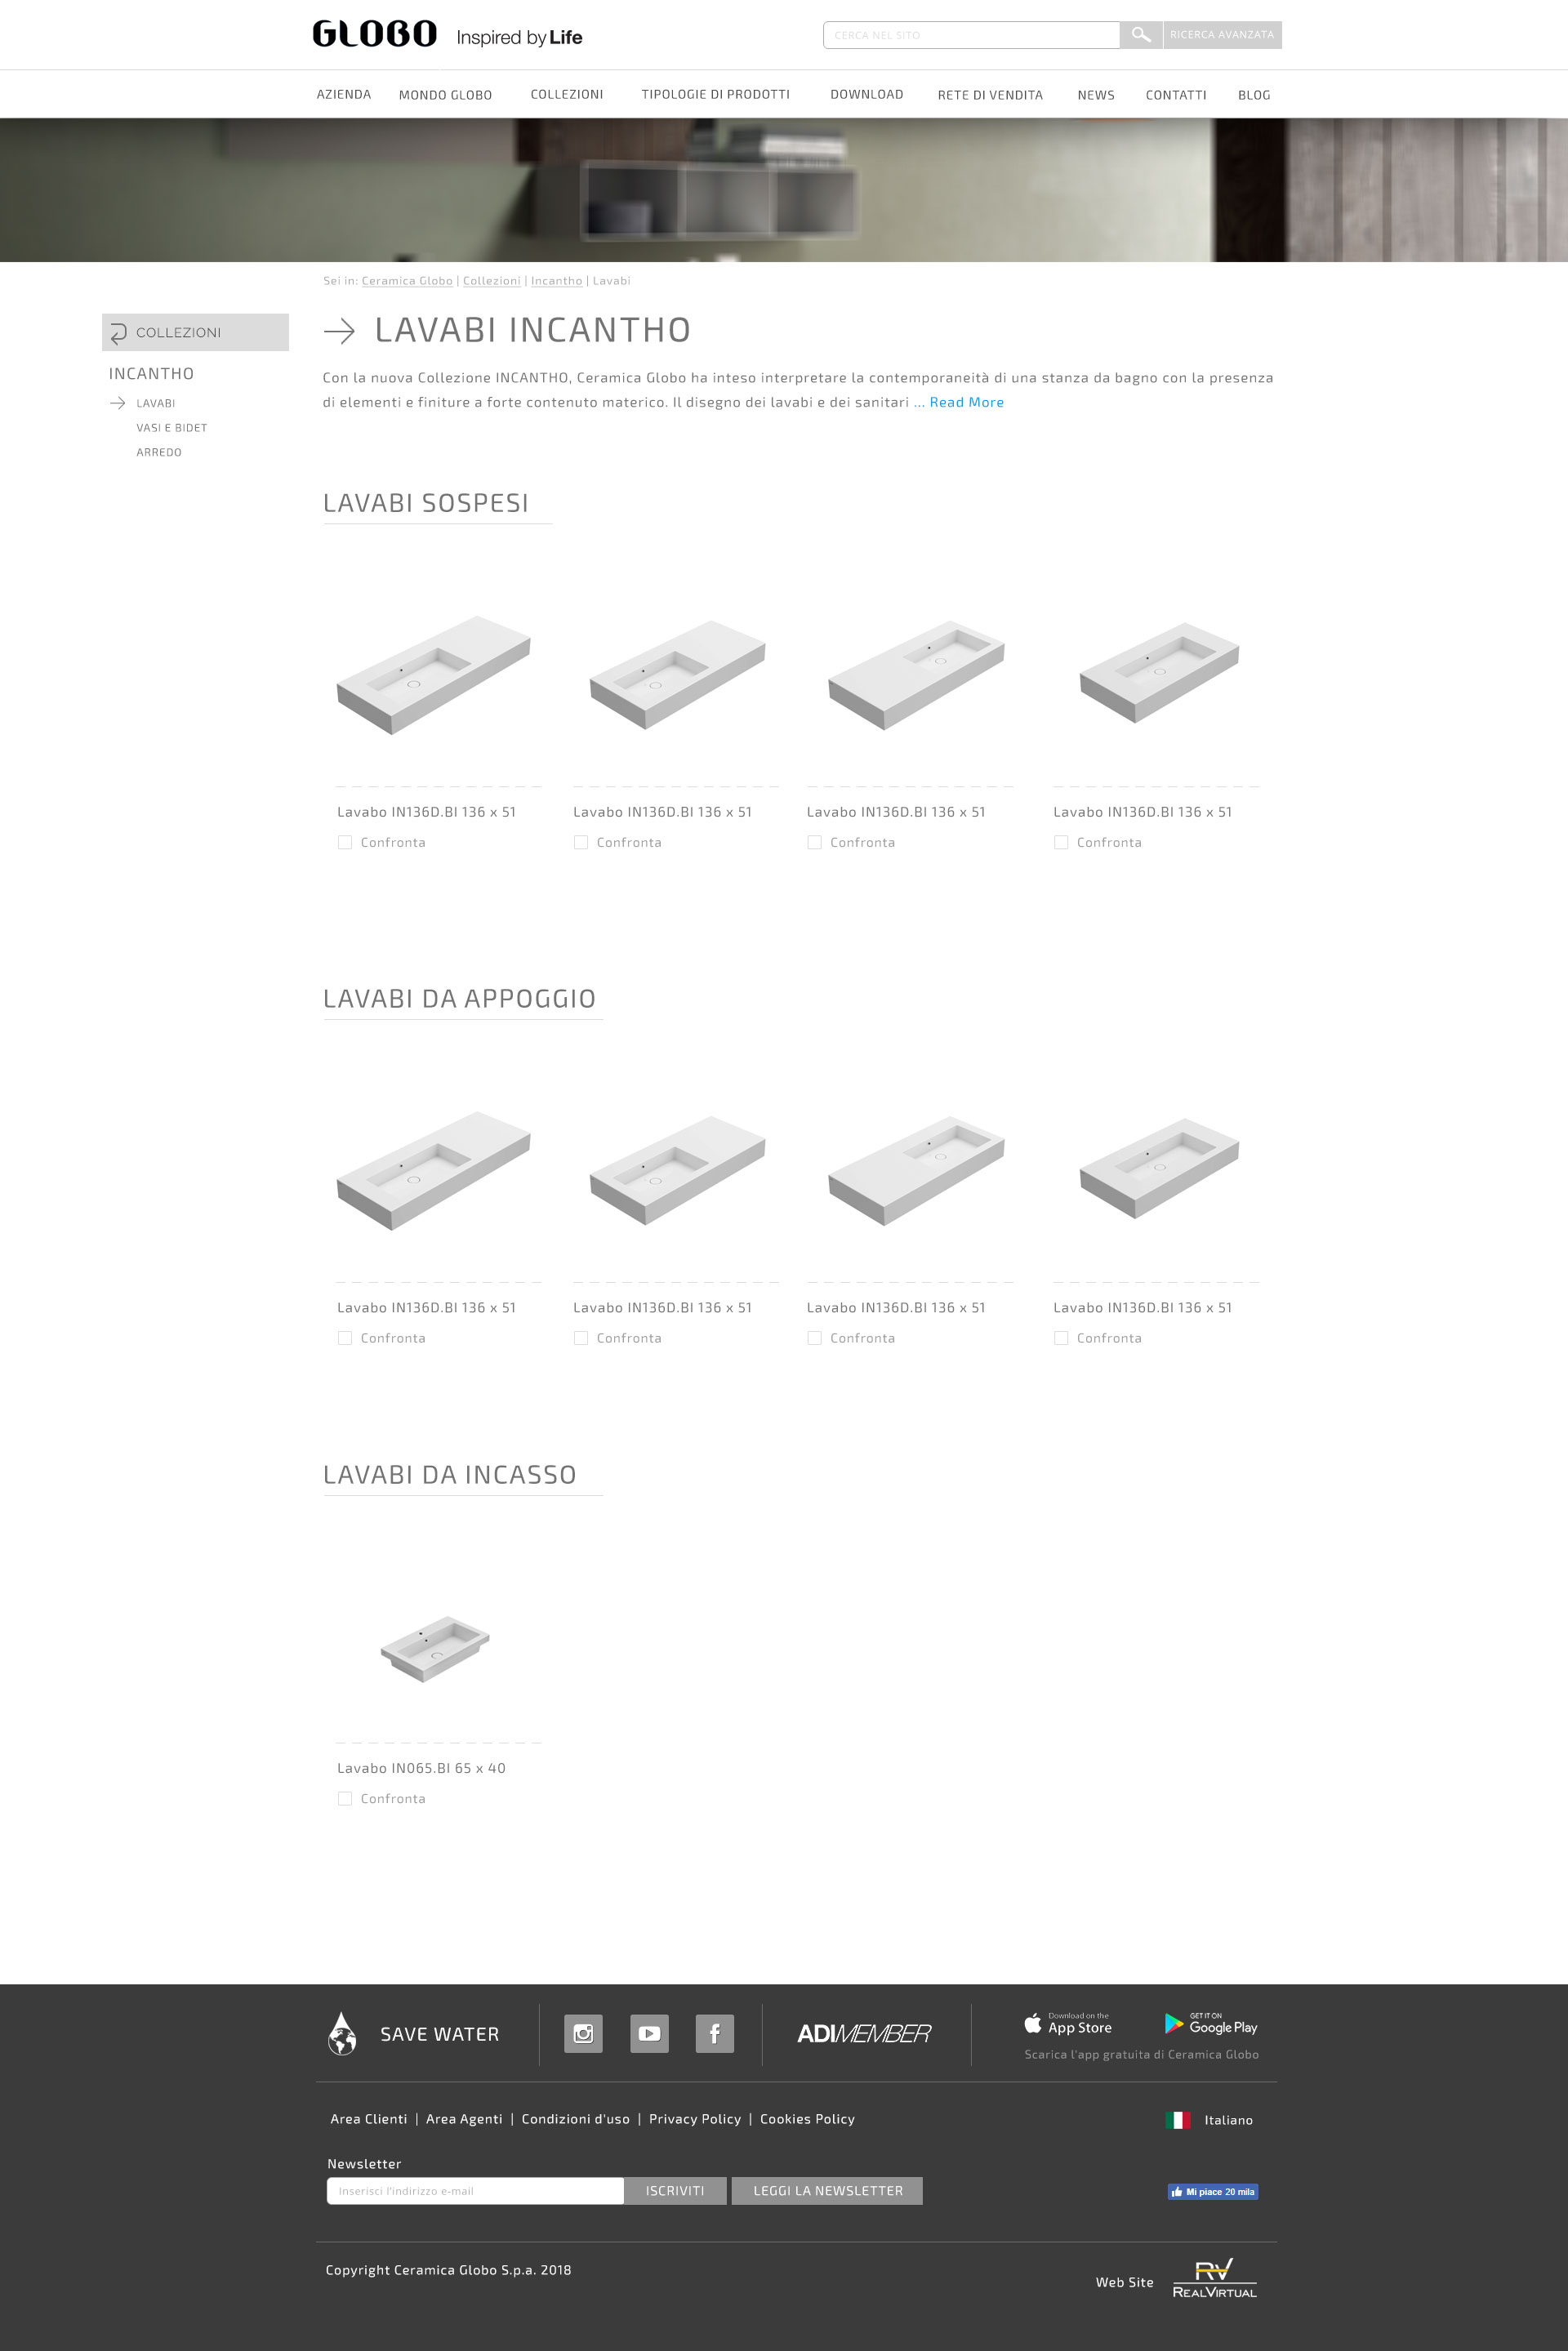 GLOBO Inspired by Life
CERCA NEL SITO
RICERCA AVANZATA
AZIENDA MONDO GLOBO COLLEZIONI TIPOLOGIE DI PRODOTTI DOWNLOAD RETE DI VENDITA NEWS CONTATTI BLOG
Sei in: Ceramica Globo | Collezioni | Incantho | Lavabi
COLLEZIONI
INCANTHO
LAVABI
VASI E BIDET
ARREDO
LAVABI INCANTHO
Con la nuova Collezione INCANTHO, Ceramica Globo ha inteso interpretare la contemporaneità di una stanza da bagno con la presenza
di elementi e finiture a forte contenuto materico. Il disegno dei lavabi e dei sanitari ... Read More
LAVABI SOSPESI
Lavabo IN136D.BI 136 x 51 Lavabo IN136D.BI 136 x 51 Lavabo IN136D.BI 136 x 51 Lavabo IN136D.BI 136 x 51
Confronta Confronta Confronta Confronta
LAVABI DA APPOGGIO
Lavabo IN136D.BI 136 x 51 Lavabo IN136D.BI 136 x 51 Lavabo IN136D.BI 136 x 51 Lavabo IN136D.BI 136 x 51
Confronta Confronta Confronta Confronta
LAVABI DA INCASSO
Lavabo IN065.BI 65 x 40
Confronta
SAVE WATER
ADIMEMBER
Download on the
App Store
GET IT ON
Google Play
Scarica l'app gratuita di Ceramica Globo
Area Clienti | Area Agenti | Condizioni d'uso | Privacy Policy | Cookies Policy
Italiano
Newsletter
Inserisci l'indirizzo e-mail
ISCRIVITI
LEGGI LA NEWSLETTER
Mi piace 20 mila
Copyright Ceramica Globo S.p.a. 2018
Web Site
RV
REALVIRTUAL